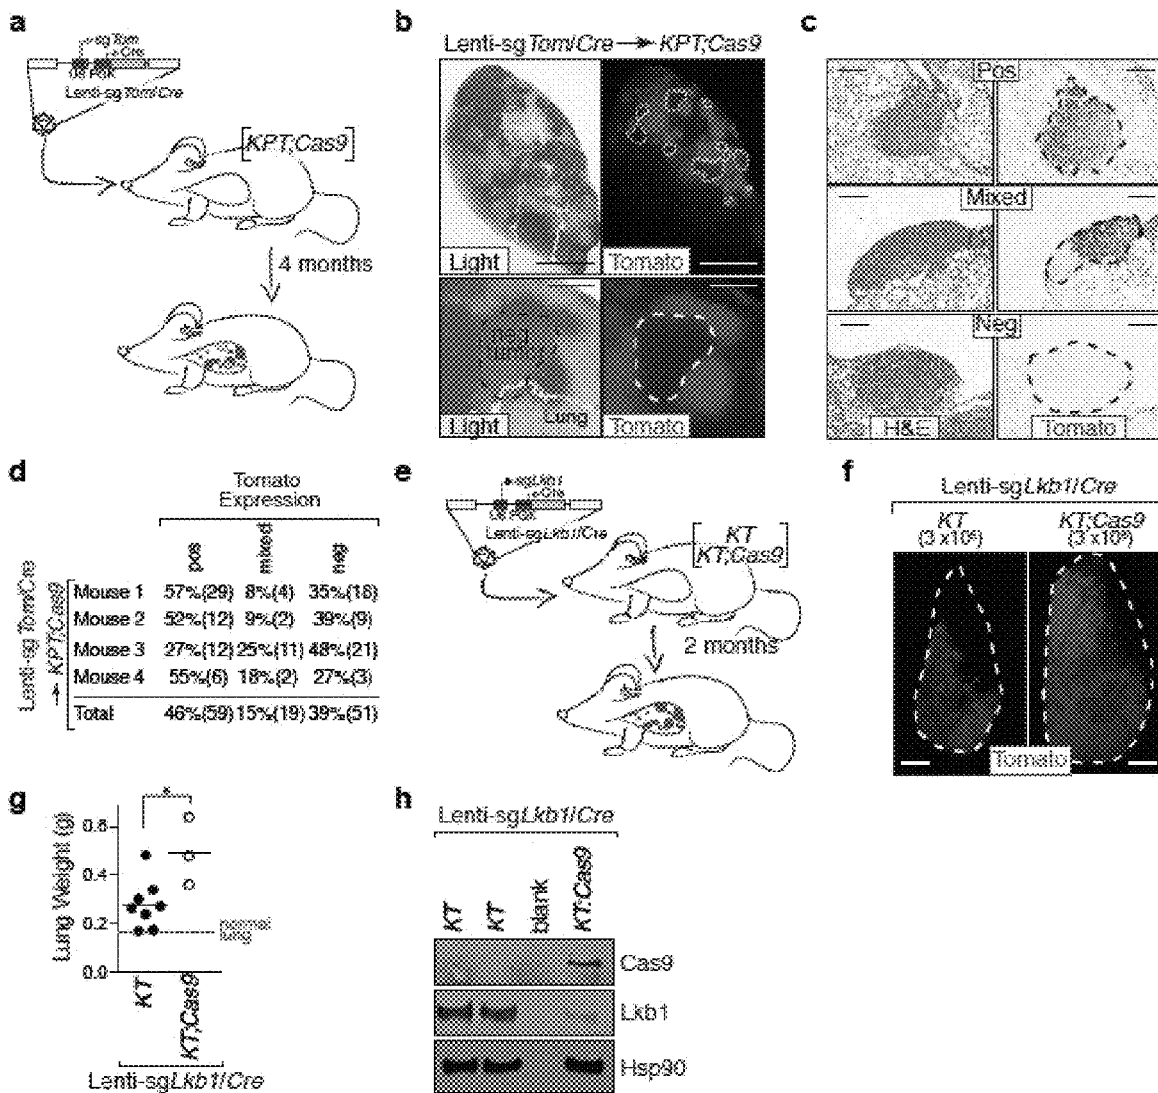 a
sgTom
Cre
U6 PGK
Lenti-sgTom/Cre
[KPT;Cas9]
4 months
b
Lenti-sgTom/Cre → KPT;Cas9
Light
Tomato
Light
Lung
Tomato
c
Pos
Mixed
Neg
H&E
Tomato
d
Tomato
Expression
pos
mixed
neg
Lenti-sgTom/Cre
→ KPT;Cas9
Mouse 1 57%(29) 8%(4) 35%(18)
Mouse 2 52%(12) 9%(2) 39%(9)
Mouse 3 27%(12) 25%(11) 48%(21)
Mouse 4 55%(6) 18%(2) 27%(3)
Total 46%(59) 15%(19) 39%(51)
e
sgLkb1
Cre
Lenti-sgLkb1/Cre
KT
KT;Cas9
2 months
f
Lenti-sgLkb1/Cre
KT KT;Cas9
Tomato
g
*
Lung Weight (g)
0.6
0.4
0.2
0.0
normal
lung
KT
KT;Cas9
Lenti-sgLkb1/Cre
h
Lenti-sgLkb1/Cre
KT
KT
blank
KT;Cas9
Cas9
Lkb1
Hsp90